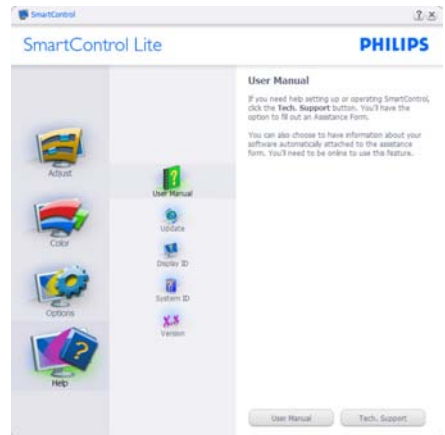 SmartControl
SmartControl Lite
PHILIPS
Adjust
Color
Options
Help
User Manual
Update
Display ID
System ID
Version
User Manual
If you need help setting up or operating SmartControl,
click the Tech. Support button. You'll have the
option to fill out an Assistance Form.
You can also choose to have information about your
software automatically attached to the assistance
form. You'll need to be online to use this feature.
User Manual
Tech. Support